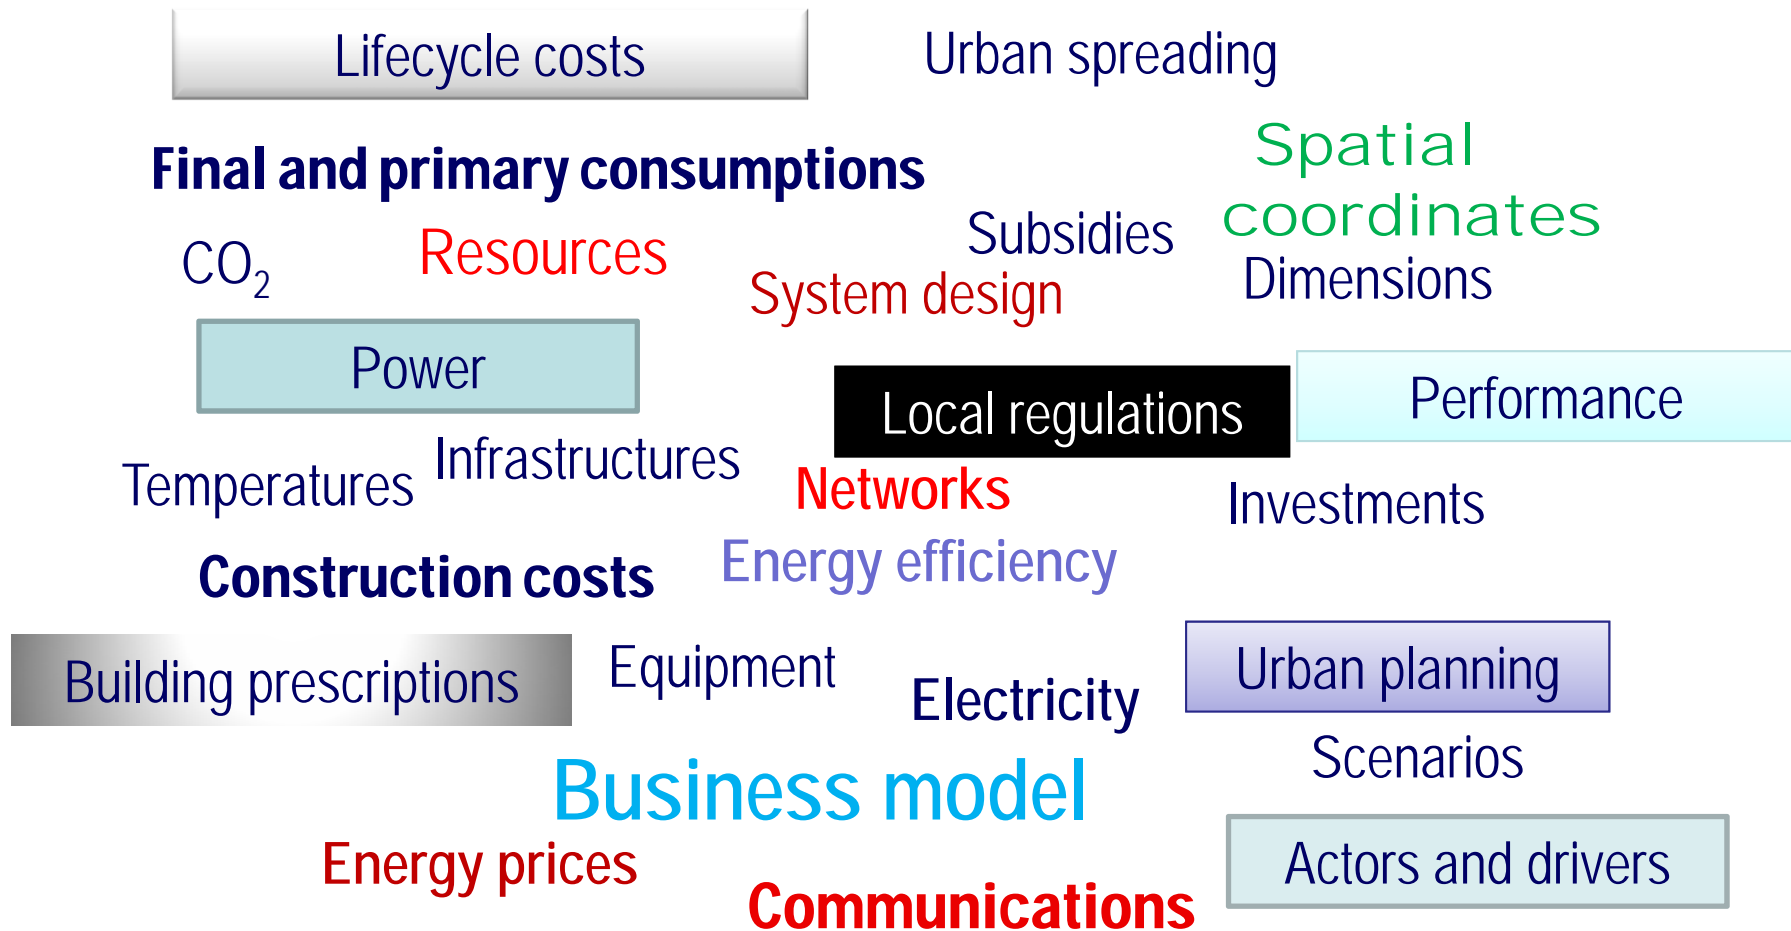 Lifecycle costs
Urban spreading
Final and primary consumptions
Spatial
coordinates
CO₂
Resources
Subsidies
System design
Dimensions
Power
Local regulations
Performance
Temperatures
Infrastructures
Networks
Investments
Construction costs
Energy efficiency
Building prescriptions
Equipment
Electricity
Urban planning
Scenarios
Business model
Energy prices
Actors and drivers
Communications